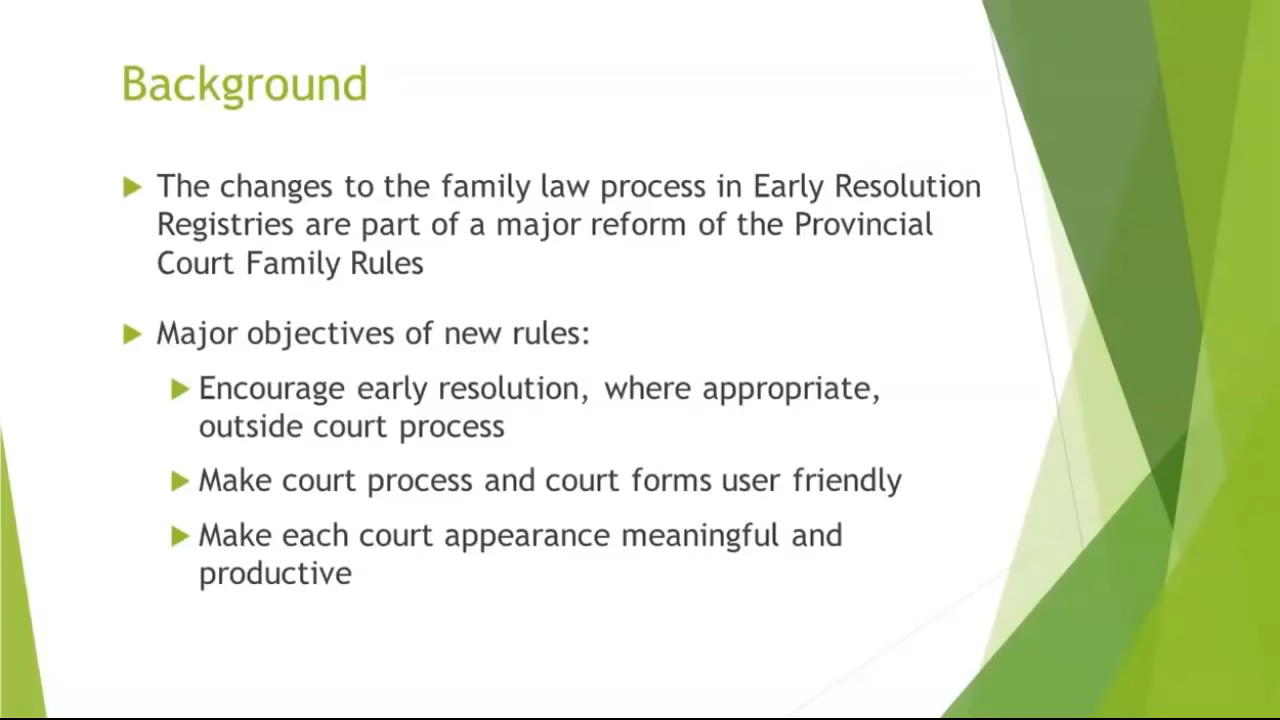 Background
The changes to the family law process in Early Resolution
Registries are part of a major reform of the Provincial
Court Family Rules
Major objectives of new rules:
Encourage early resolution, where appropriate,
outside court process
Make court process and court forms user friendly
Make each court appearance meaningful and
productive